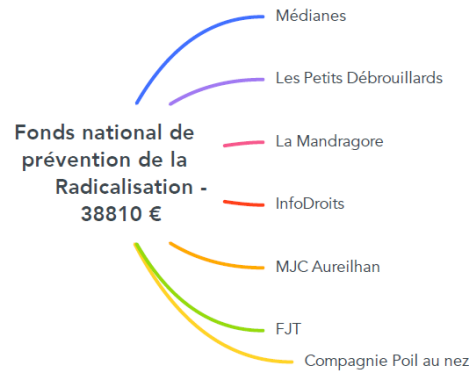 Fonds national de
prévention de la
Radicalisation -
38810 €
Médianes
Les Petits Débrouillards
La Mandragore
InfoDroits
MJC Aureilhan
FJT
Compagnie Poil au nez